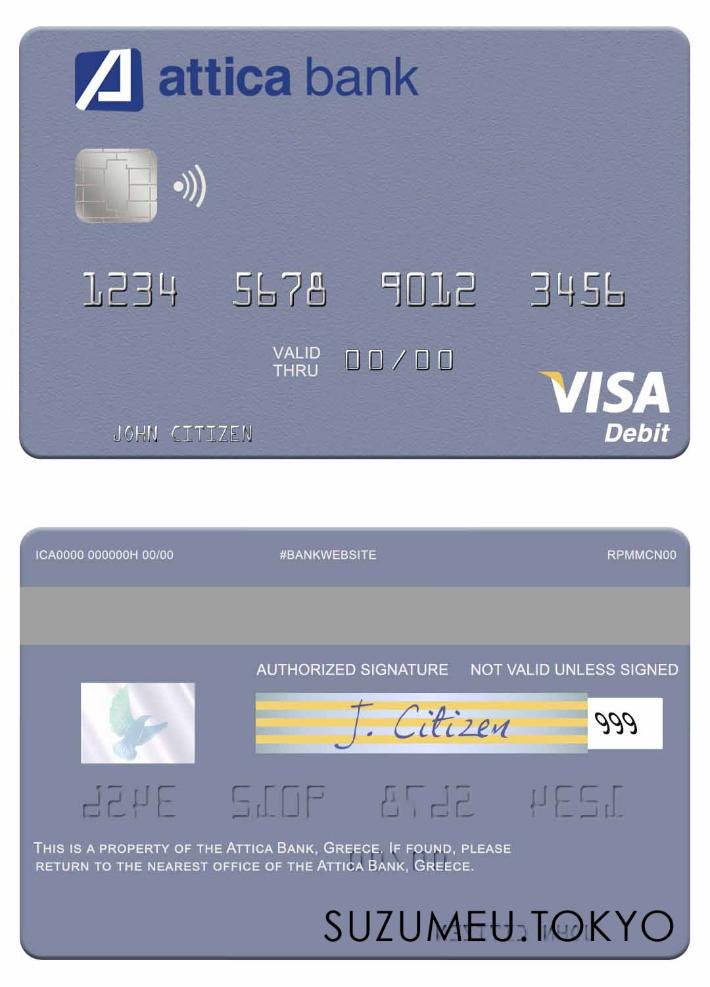 attica bank
1234 5678 9012 3456
VALID THRU 00/00
VISA
Debit
JOHN CITIZEN
ICA0000 000000H 00/00 #BANKWEBSITE RPMMCN00
AUTHORIZED SIGNATURE NOT VALID UNLESS SIGNED
J. Citizen 999
THIS IS A PROPERTY OF THE ATTICA BANK, GREECE. IF FOUND, PLEASE
RETURN TO THE NEAREST OFFICE OF THE ATTICA BANK, GREECE.
SUZUMEU.TOKYO